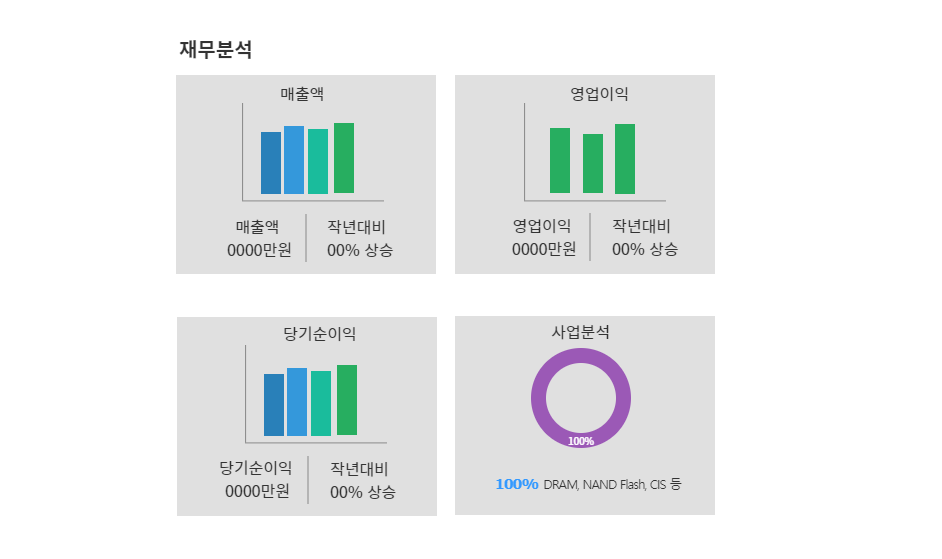 재무분석
매출액
매출액
0000만원
작년대비
00% 상승
영업이익
영업이익
0000만원
작년대비
00% 상승
당기순이익
당기순이익
0000만원
작년대비
00% 상승
사업분석
100%
100% DRAM, NAND Flash, CIS 등